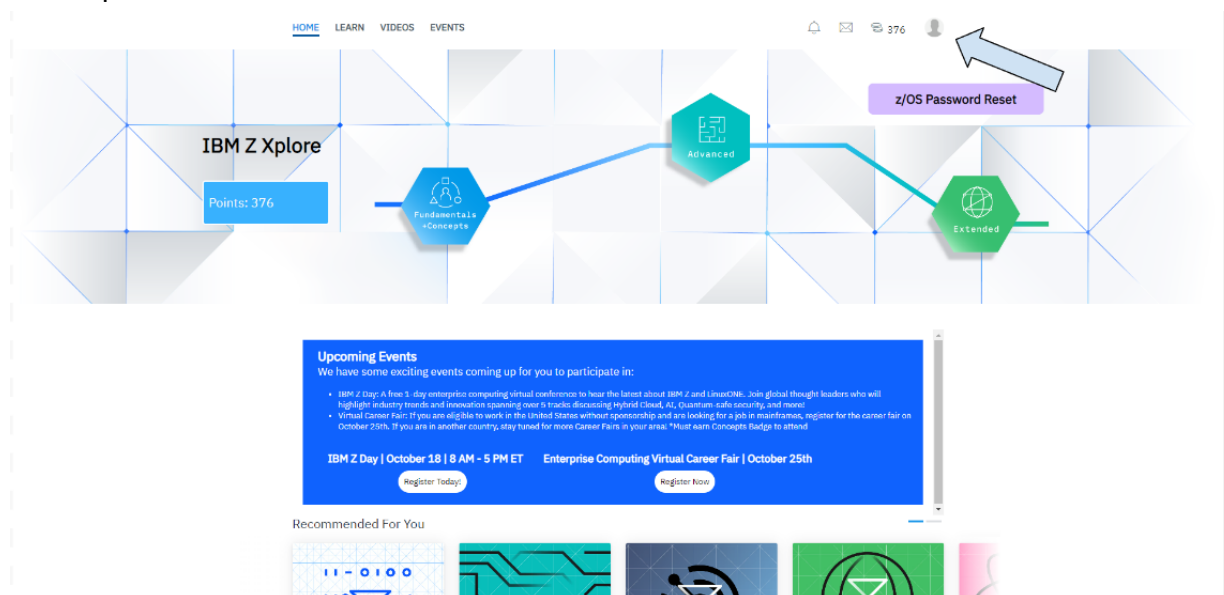 HOME LEARN VIDEOS EVENTS
376
z/OS Password Reset
IBM Z Xplore
Points: 376
Advanced
Fundamentals
+Concepts
Extended
Upcoming Events
We have some exciting events coming up for you to participate in:
• IBM Z Day: A free 1-day enterprise computing virtual conference to hear the latest about IBM Z and LinuxONE. Join global thought leaders who will
highlight industry trends and innovation spanning over 5 tracks discussing Hybrid Cloud, AI, Quantum-safe security, and more!
• Virtual Career Fair: If you are eligible to work in the United States without sponsorship and are looking for a job in mainframes, register for the career fair on
October 25th. If you are in another country, stay tuned for more Career Fairs in your area! *Must earn Concepts Badge to attend
IBM Z Day | October 18 | 8 AM - 5 PM ET Enterprise Computing Virtual Career Fair | October 25th
Register Today! Register Now
Recommended For You
11-0100